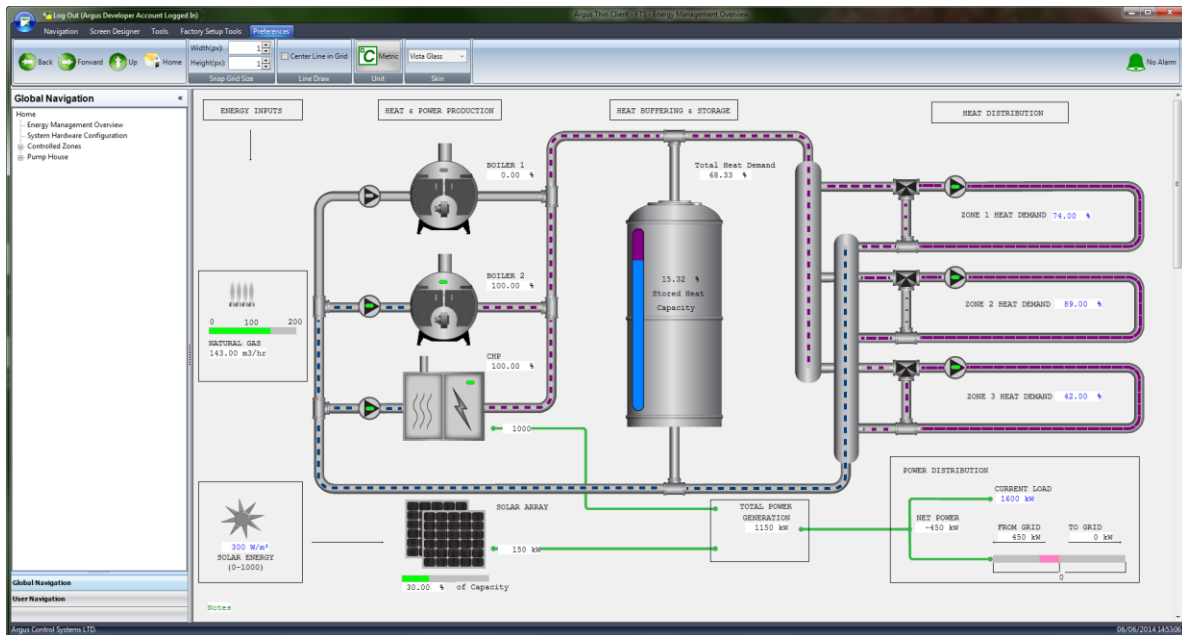 Log Out (Argus Developer Account Logged In)
Argus Thin Client - FTS - Energy Management Overview
Navigation Screen Designer Tools Factory Setup Tools Preferences
Back Forward Up Home
Width(px): 1
Height(px): 1
Snap Grid Size
Center Line in Grid
Line Draw
°C Metric
Unit
Vista Glass
Skin
No Alarm
Global Navigation
Home
Energy Management Overview
System Hardware Configuration
Controlled Zones
Pump House
Global Navigation
User Navigation
ENERGY INPUTS
HEAT & POWER PRODUCTION
HEAT BUFFERING & STORAGE
HEAT DISTRIBUTION
BOILER 1
0.00 %
BOILER 2
100.00 %
CHP
100.00 %
1000
0 100 200
NATURAL GAS
143.00 m3/hr
300 W/m²
SOLAR ENERGY
(0-1000)
SOLAR ARRAY
150 kW
30.00 % of Capacity
Notes
Total Heat Demand
68.33 %
15.32 %
Stored Heat
Capacity
ZONE 1 HEAT DEMAND 74.00 %
ZONE 2 HEAT DEMAND 89.00 %
ZONE 3 HEAT DEMAND 42.00 %
TOTAL POWER
GENERATION
1150 kW
POWER DISTRIBUTION
CURRENT LOAD
1600 kW
NET POWER
-450 kW
FROM GRID
450 kW
TO GRID
0 kW
0
Argus Control Systems LTD.
06/06/2014 145306